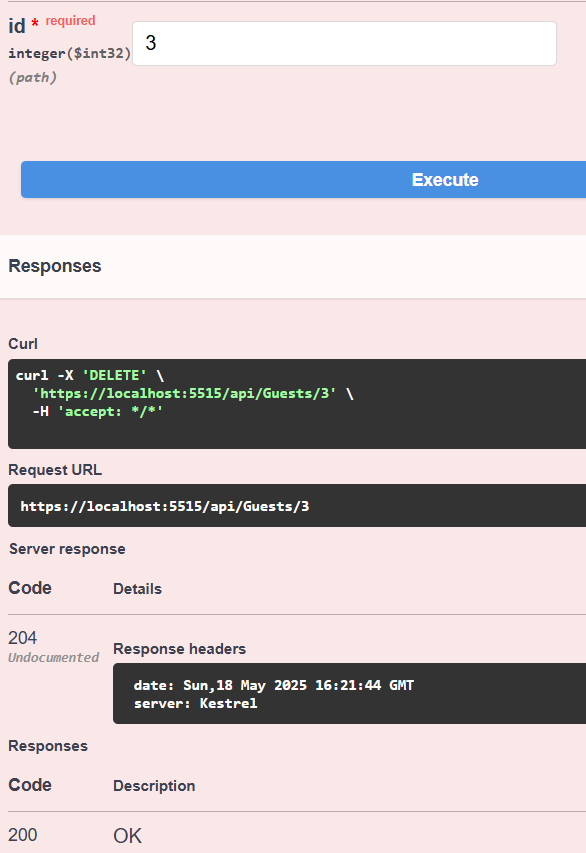 id * required
integer($int32)
3
(path)
Execute
Responses
Curl
curl -X 'DELETE' \
'https://localhost:5515/api/Guests/3' \
-H 'accept: */*'
Request URL
https://localhost:5515/api/Guests/3
Server response
Code Details
204
Undocumented
Response headers
date: Sun,18 May 2025 16:21:44 GMT
server: Kestrel
Responses
Code Description
200 OK